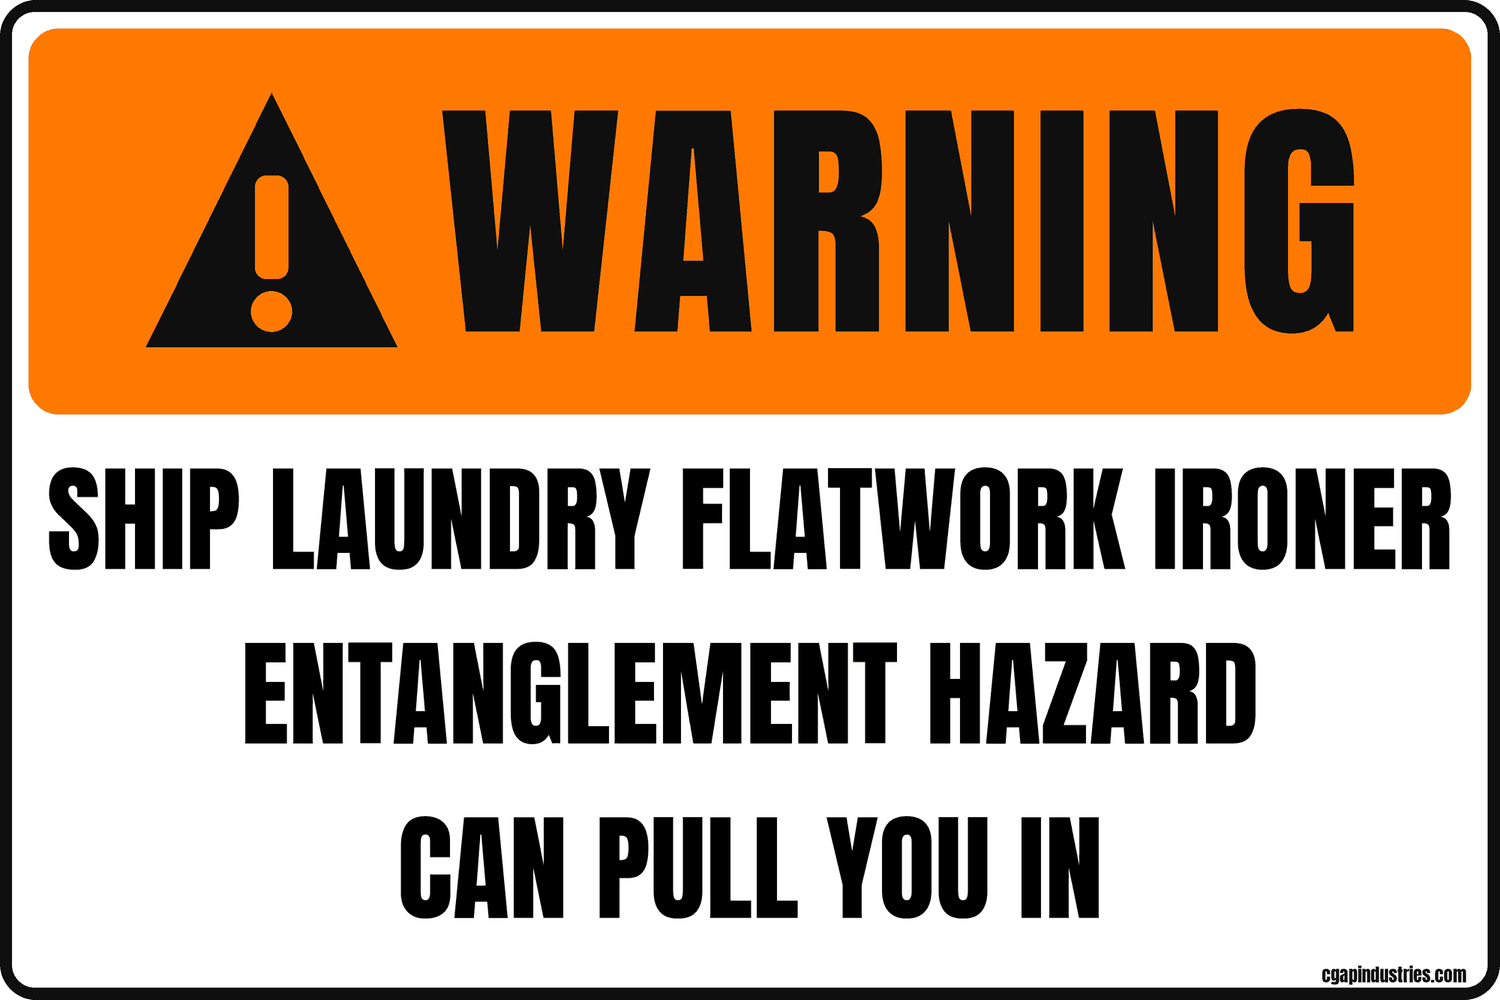 WARNING
SHIP LAUNDRY FLATWORK IRONER
ENTANGLEMENT HAZARD
CAN PULL YOU IN
cgapindustries.com